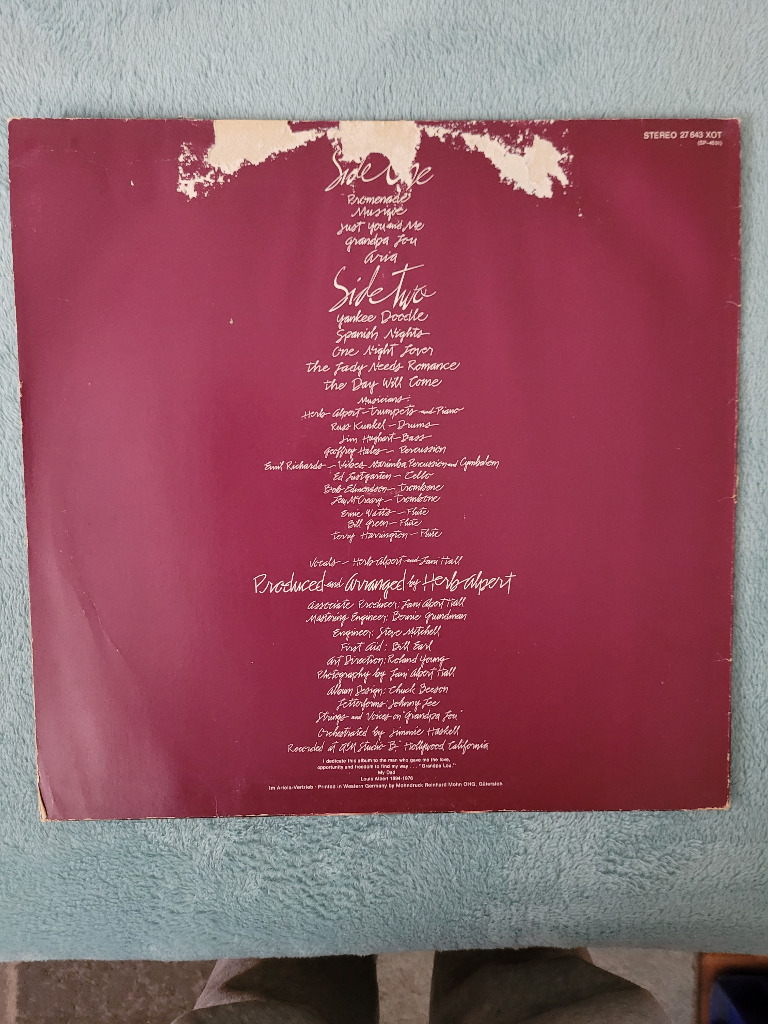 STEREO 27 643 XOT
(SP-4591)
Side One
Promenade
Musique
Just You and Me
Grandpa Lou
Aria
Side Two
Yankee Doodle
Spanish Nights
One Night Lover
The Lady Needs Romance
The Day Will Come
Musicians:
Herb Alpert – Trumpets and Piano
Russ Kunkel – Drums
Jim Hughart – Bass
Geoffrey Hales – Percussion
Emil Richards – Vibes Marimba, Percussion and Cymbalom
Ed Lustgarten – Cello
Bob Edmondson – Trombone
Lou McCreary – Trombone
Ernie Watts – Flute
Bill Green – Flute
Terry Harrington – Flute
Vocals – Herb Alpert and Lani Hall
Produced and Arranged by Herb Alpert
Associate Producer: Lani Alpert Hall
Mastering Engineer: Bernie Grundman
Engineer: Steve Mitchell
First Aid: Bill Earl
Art Direction: Roland Young
Photography by Lani Alpert Hall
Album Design: Chuck Beeson
Letterforms: Johnny Lee
Strings and Voices on "Grandpa Lou"
Orchestrated by Jimmie Haskell
Recorded at A&M Studio B, Hollywood California
I dedicate this album to the man who gave me the love,
opportunity and freedom to find my way . . . "Grandpa Lou."
My Dad
Louis Alpert 1894-1976
Im Ariola-Vertrieb · Printed in Western Germany by Mohndruck Reinhard Mohn OHG, Gütersloh